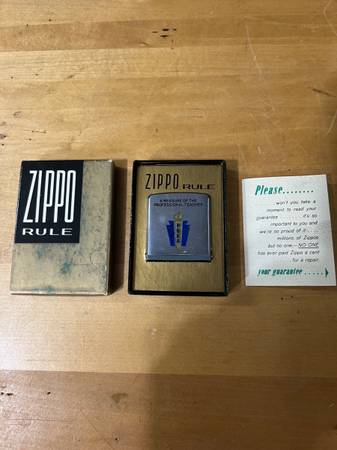 ZIPPO
RULE
ZIPPO RULE
A MEASURE OF THE
PROFESSIONAL TEACHER
PSEA
Please........
won't you take a
moment to read your
guarantee . . . it's so
important to you and
we're so proud of it . . .
millions of Zippos
but no one—NO ONE
has ever paid Zippo a cent
for a repair.
your guarantee . . . . .